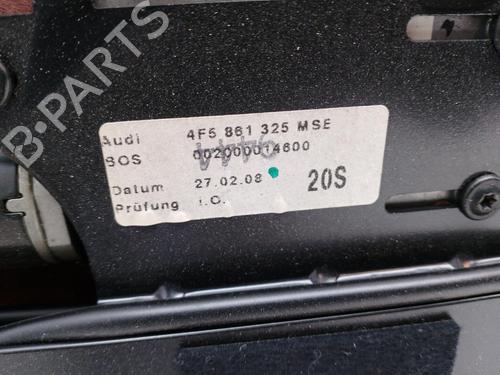 B-PARTS
Audi 4F5 861 325 MSE
SOS 002000014600
Datum 27.02.08
20S
Prüfung i.O.